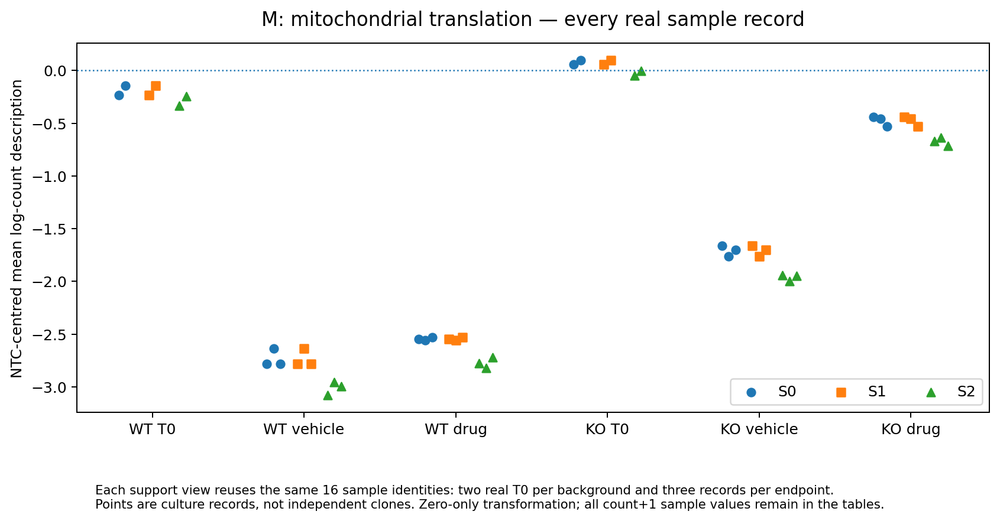 M: mitochondrial translation — every real sample record
NTC-centred mean log-count description
0.0
−0.5
−1.0
−1.5
−2.0
−2.5
−3.0
S0 S1 S2
WT T0 WT vehicle WT drug KO T0 KO vehicle KO drug
Each support view reuses the same 16 sample identities: two real T0 per background and three records per endpoint.
Points are culture records, not independent clones. Zero-only transformation; all count+1 sample values remain in the tables.